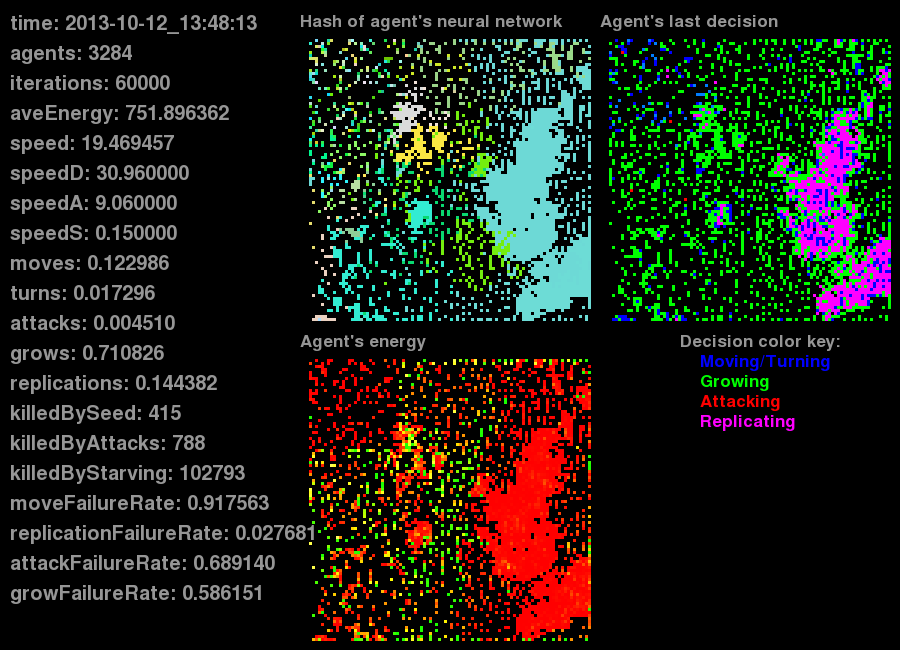 time: 2013-10-12_13:48:13
agents: 3284
iterations: 60000
aveEnergy: 751.896362
speed: 19.469457
speedD: 30.960000
speedA: 9.060000
speedS: 0.150000
moves: 0.122986
turns: 0.017296
attacks: 0.004510
grows: 0.710826
replications: 0.144382
killedBySeed: 415
killedByAttacks: 788
killedByStarving: 102793
moveFailureRate: 0.917563
replicationFailureRate: 0.027681
attackFailureRate: 0.689140
growFailureRate: 0.586151
Hash of agent's neural network
Agent's last decision
Agent's energy
Decision color key:
Moving/Turning
Growing
Attacking
Replicating